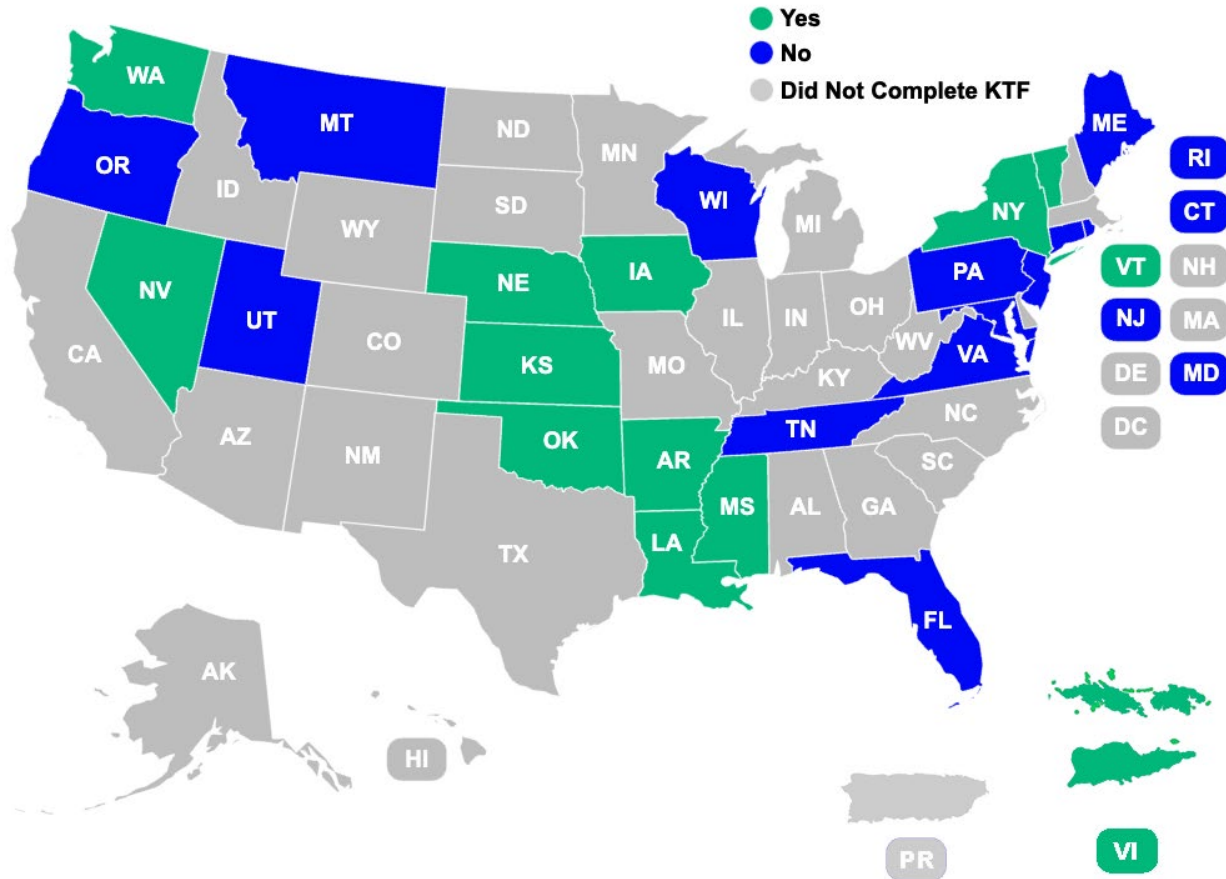 Yes
No
Did Not Complete KTF
WA
MT
ND
MN
ME
OR
ID
SD
WI
MI
NY
RI
WY
CT
NV
NE
IA
PA
VT
NH
UT
CO
IL
IN
OH
NJ
MA
CA
KS
MO
WV
VA
KY
DE
MD
AZ
NM
OK
AR
TN
NC
DC
SC
MS
AL
GA
TX
LA
FL
AK
HI
PR
VI